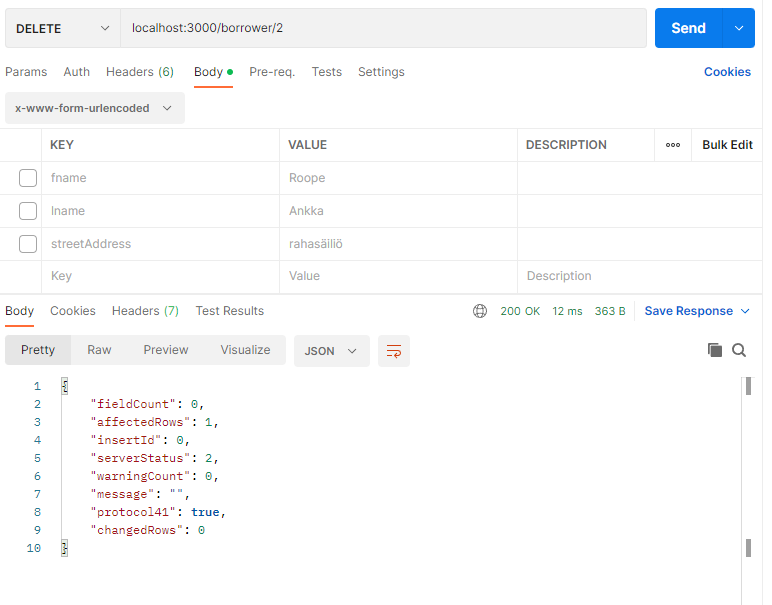 DELETE localhost:3000/borrower/2 Send
Params Auth Headers (6) Body Pre-req. Tests Settings Cookies
x-www-form-urlencoded
KEY VALUE DESCRIPTION ooo Bulk Edit
fname Roope
lname Ankka
streetAddress rahasäiliö
Key Value Description
Body Cookies Headers (7) Test Results 200 OK 12 ms 363 B Save Response
Pretty Raw Preview Visualize JSON
1 {
2 "fieldCount": 0,
3 "affectedRows": 1,
4 "insertId": 0,
5 "serverStatus": 2,
6 "warningCount": 0,
7 "message": "",
8 "protocol41": true,
9 "changedRows": 0
10 }